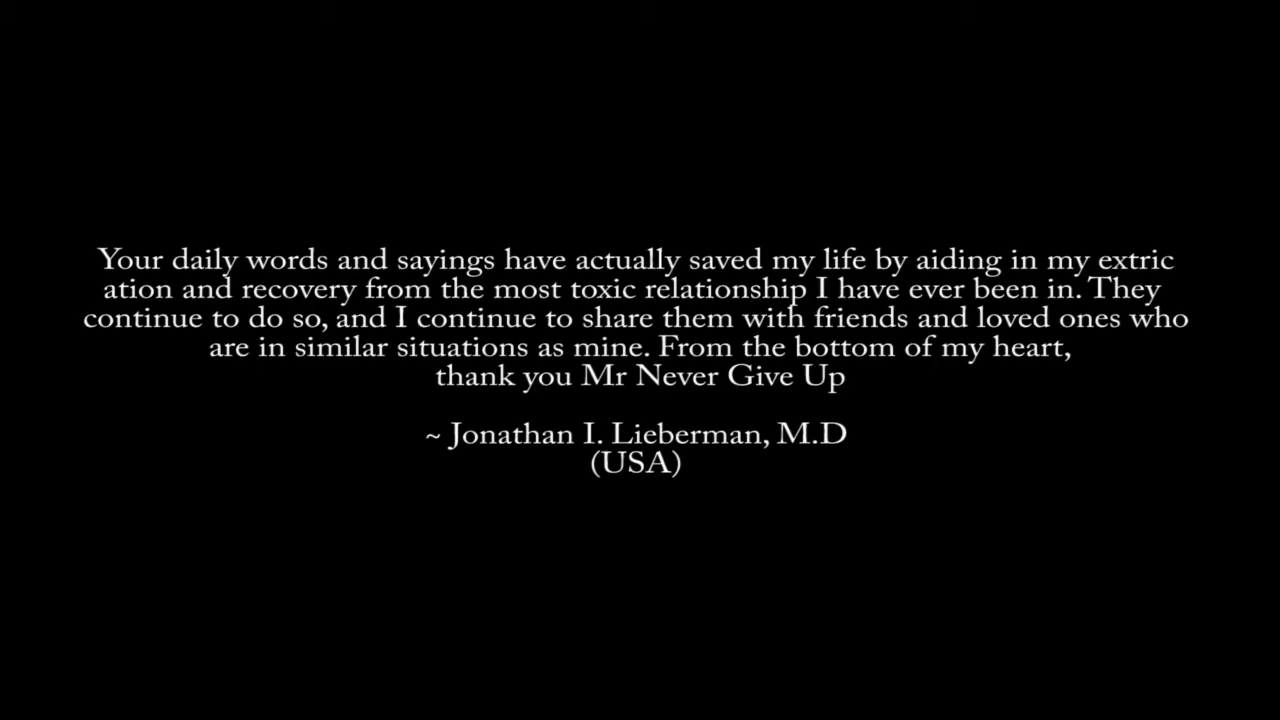 Your daily words and sayings have actually saved my life by aiding in my extric
ation and recovery from the most toxic relationship I have ever been in. They
continue to do so, and I continue to share them with friends and loved ones who
are in similar situations as mine. From the bottom of my heart,
thank you Mr Never Give Up
~ Jonathan I. Lieberman, M.D
(USA)